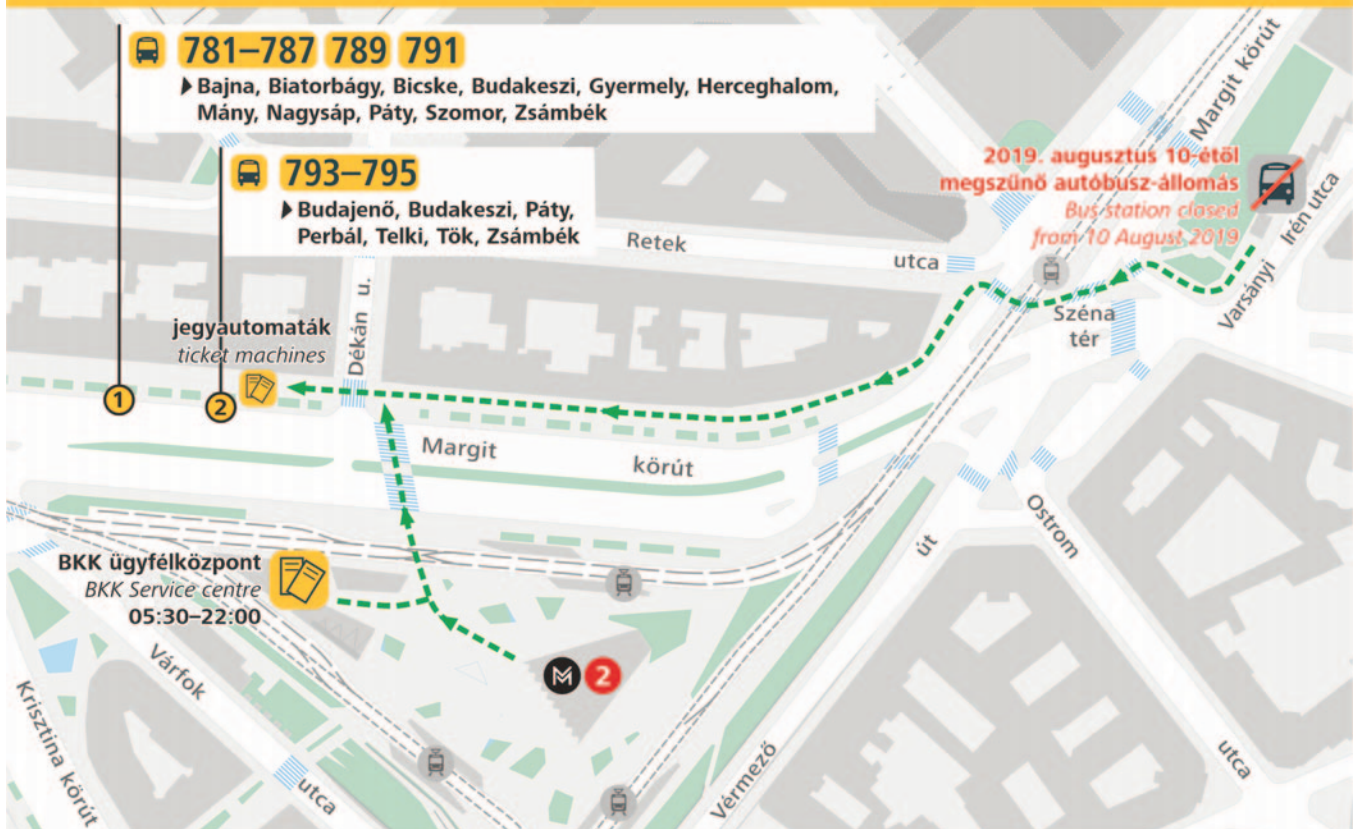 781–787 789 791
Bajna, Biatorbágy, Bicske, Budakeszi, Gyermely, Herceghalom,
Mány, Nagysáp, Páty, Szomor, Zsámbék
793–795
Budajenő, Budakeszi, Páty,
Perbál, Telki, Tök, Zsámbék
2019. augusztus 10-étől
megszűnő autóbusz-állomás
Bus station closed
from 10 August 2019
Margit körút
Varsányi Irén utca
Retek utca
Széna
tér
Dékán u.
jegyautomaták
ticket machines
1
2
Margit körút
Ostrom utca
BKK ügyfélközpont
BKK Service centre
05:30–22:00
M 2
Várfok utca
Krisztina körút
Vérmező út